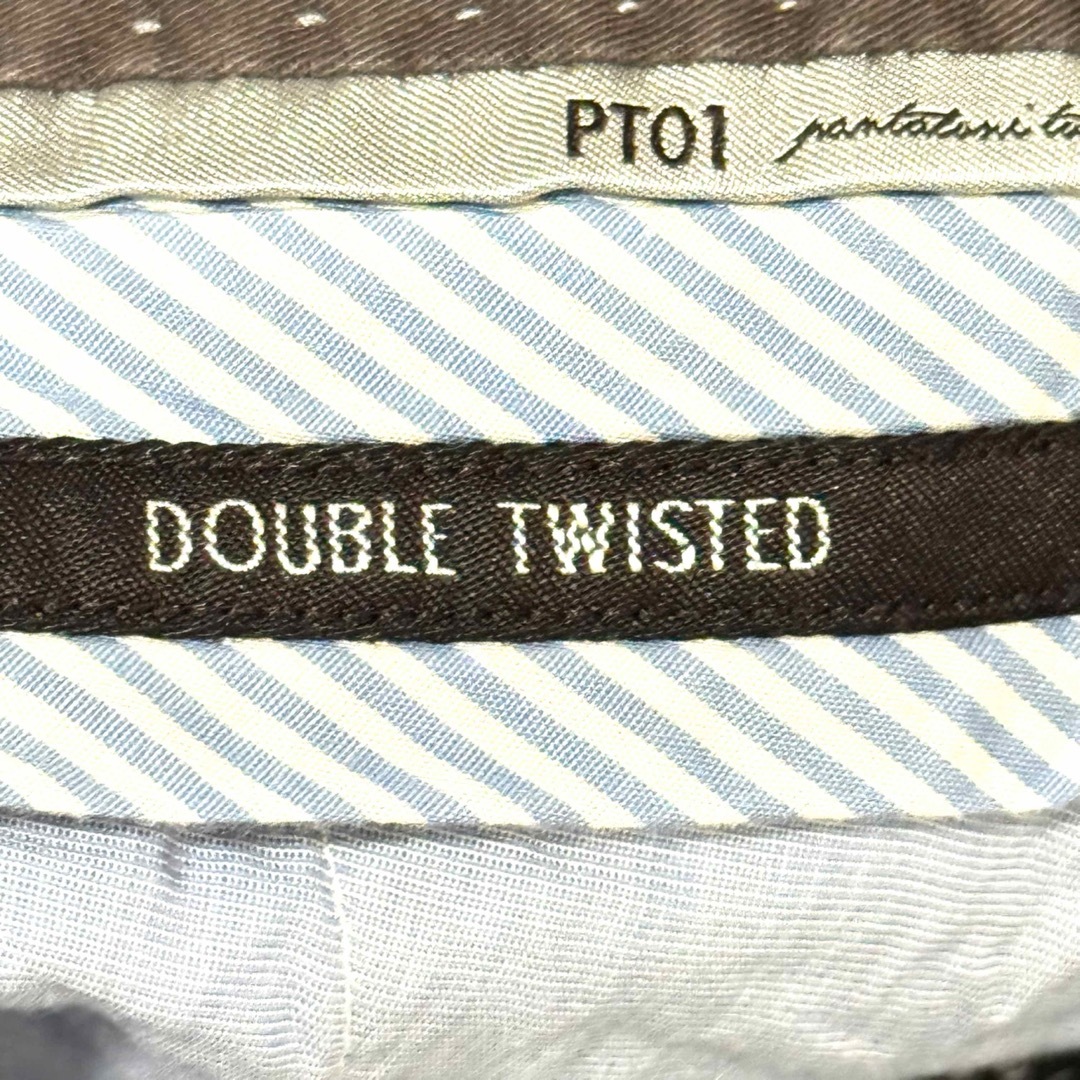 PT01 pantaloni
DOUBLE TWISTED